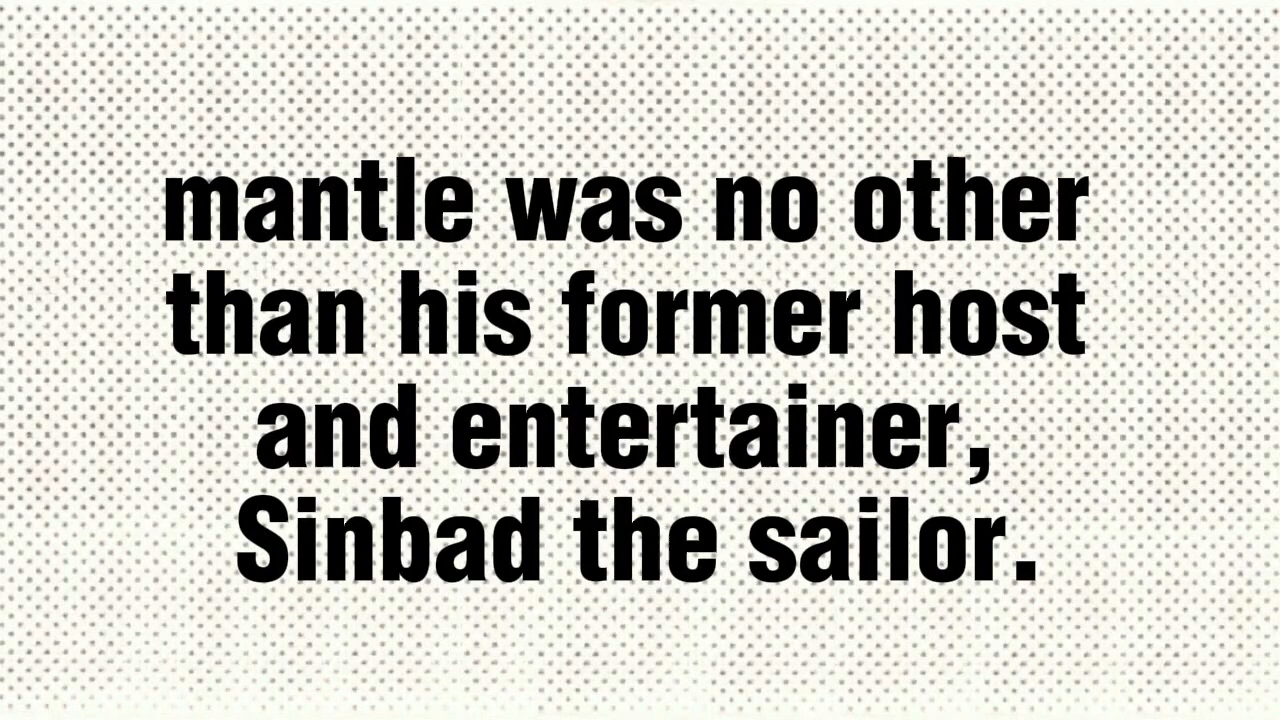 mantle was no other
than his former host
and entertainer,
Sinbad the sailor.